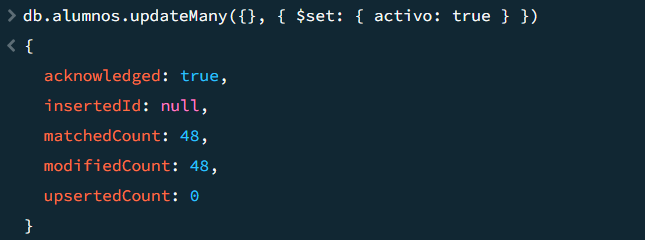 > db.alumnos.updateMany({}, { $set: { activo: true } })
< {
acknowledged: true,
insertedId: null,
matchedCount: 48,
modifiedCount: 48,
upsertedCount: 0
}